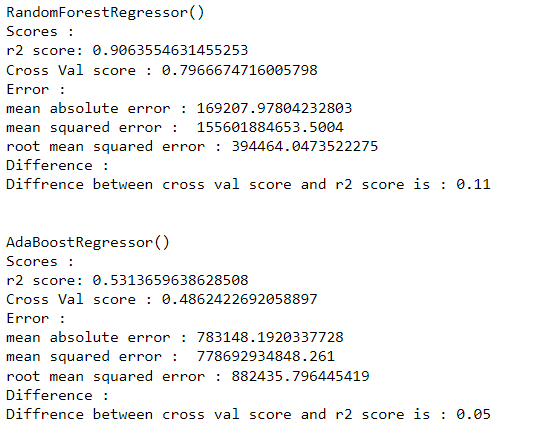 RandomForestRegressor()
Scores :
r2 score: 0.9063554631455253
Cross Val score : 0.7966674716005798
Error :
mean absolute error : 169207.97804232803
mean squared error :  155601884653.5004
root mean squared error : 394464.0473522275
Difference :
Diffrence between cross val score and r2 score is : 0.11
AdaBoostRegressor()
Scores :
r2 score: 0.5313659638628508
Cross Val score : 0.4862422692058897
Error :
mean absolute error : 783148.1920337728
mean squared error :  778692934848.261
root mean squared error : 882435.796445419
Difference :
Diffrence between cross val score and r2 score is : 0.05